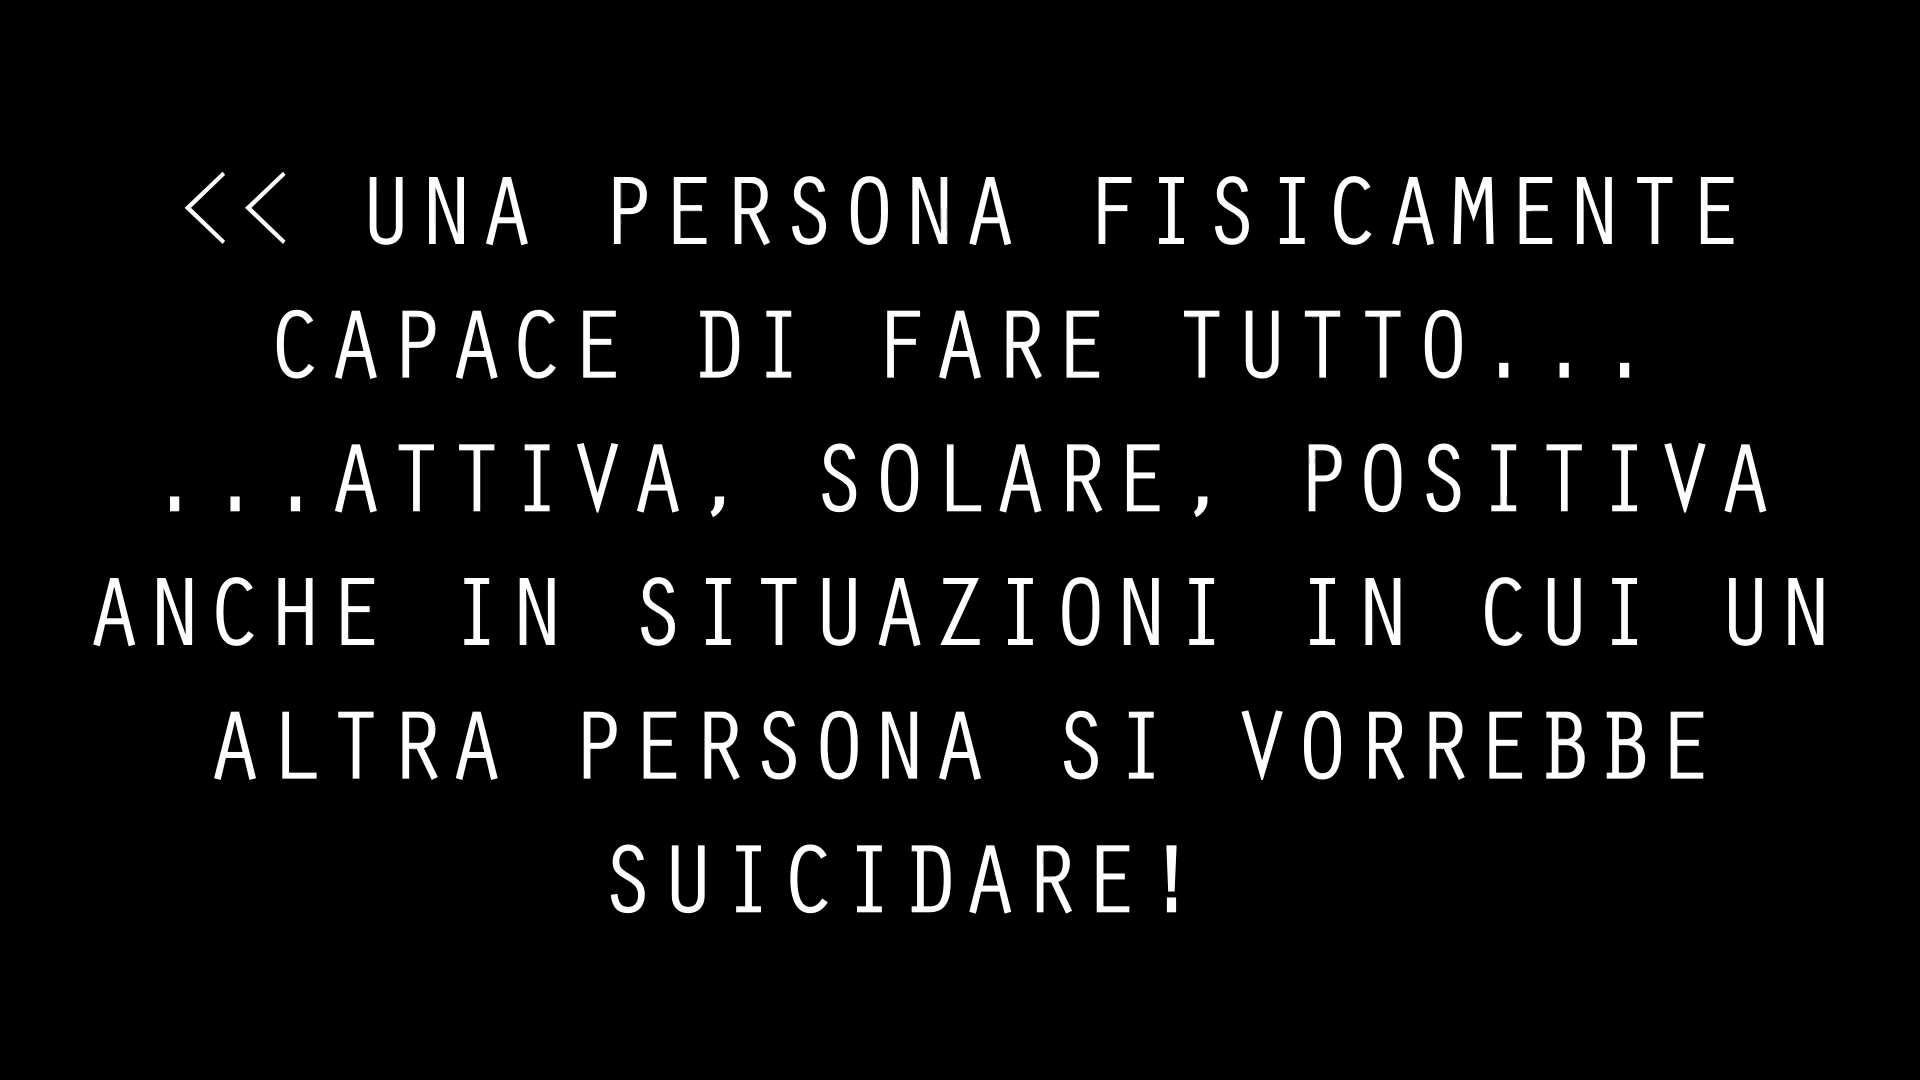 << UNA PERSONA FISICAMENTE
CAPACE DI FARE TUTTO...
...ATTIVA, SOLARE, POSITIVA
ANCHE IN SITUAZIONI IN CUI UN
ALTRA PERSONA SI VORREBBE
SUICIDARE!